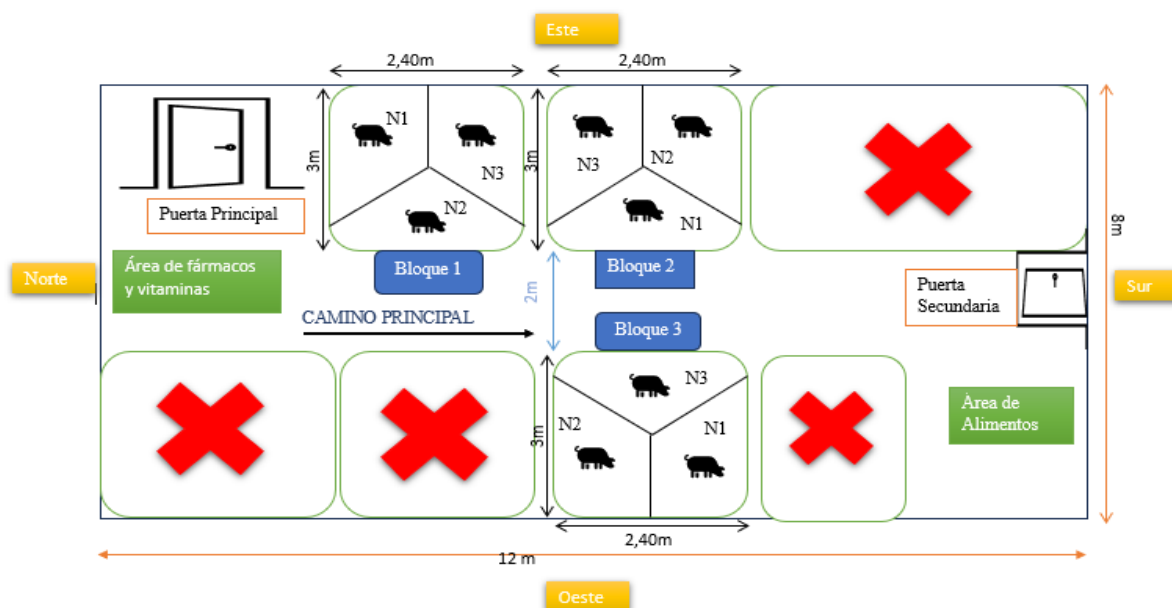 Este
2,40m
2,40m
N1
N3
N2
3m
N3
N2
N1
3m
8m
Puerta Principal
Norte
Área de fármacos
y vitaminas
Bloque 1
Bloque 2
2m
Puerta
Secundaria
Sur
CAMINO PRINCIPAL
Bloque 3
N3
N2
N1
3m
Àrea de
Alimentos
2,40m
12 m
Oeste